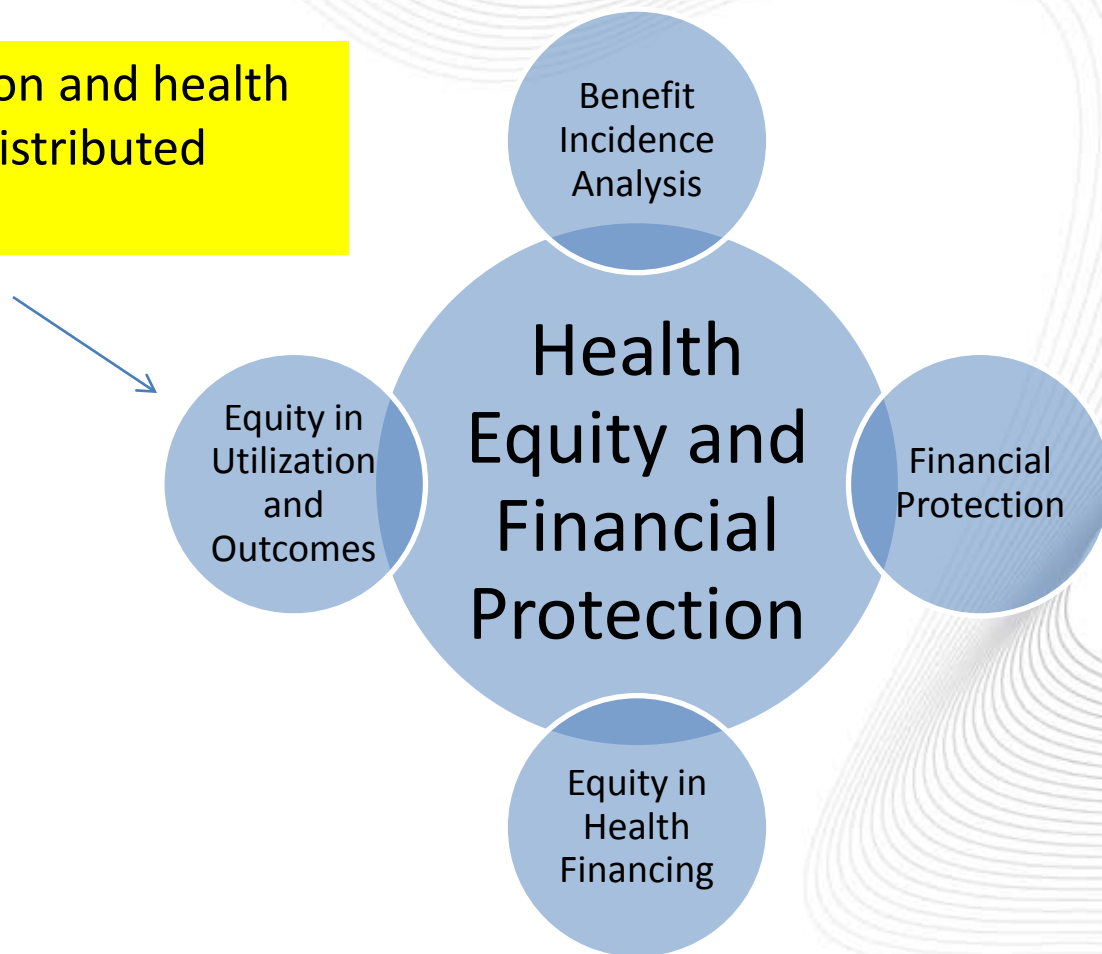 on and health
istributed
Benefit
Incidence
Analysis
Health
Equity and
Financial
Protection
Equity in
Utilization
and
Outcomes
Financial
Protection
Equity in
Health
Financing